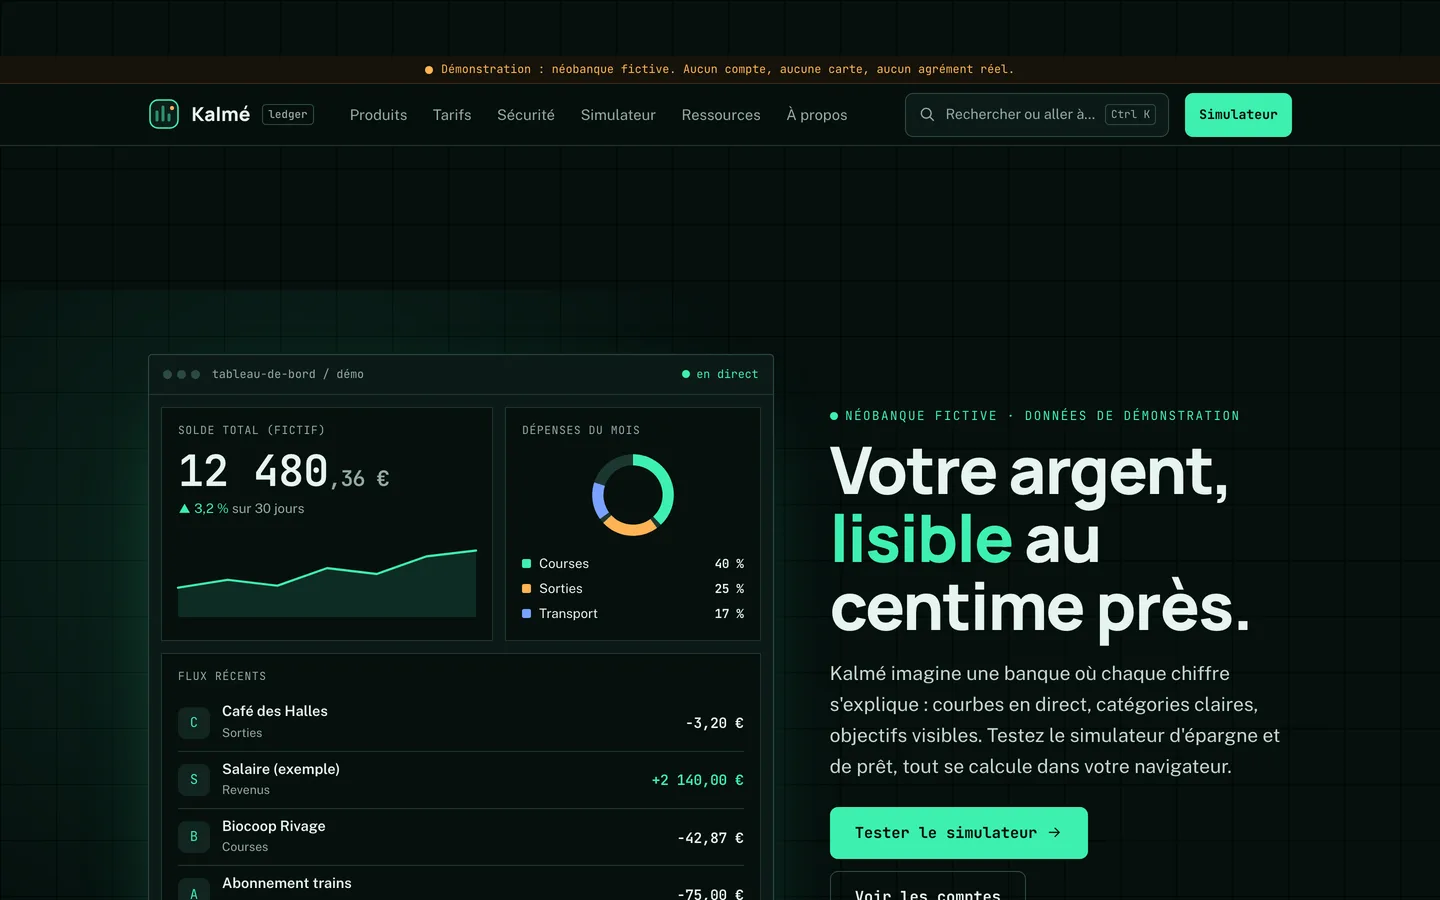 Démonstration : néobanque fictive. Aucun compte, aucune carte, aucun agrément réel.
Kalmé ledger Produits Tarifs Sécurité Simulateur Ressources À propos Rechercher ou aller à... Ctrl K Simulateur
tableau-de-bord / démo en direct
SOLDE TOTAL (FICTIF)
12 480,36 €
▲ 3,2 % sur 30 jours
DÉPENSES DU MOIS
Courses 40 %
Sorties 25 %
Transport 17 %
FLUX RÉCENTS
C Café des Halles -3,20 €
Sorties
S Salaire (exemple) +2 140,00 €
Revenus
B Biocoop Rivage -42,87 €
Courses
A Abonnement trains -75,00 €
NÉOBANQUE FICTIVE · DONNÉES DE DÉMONSTRATION
Votre argent,
lisible au
centime près.
Kalmé imagine une banque où chaque chiffre
s'explique : courbes en direct, catégories claires,
objectifs visibles. Testez le simulateur d'épargne et
de prêt, tout se calcule dans votre navigateur.
Tester le simulateur →
Voir les comptes